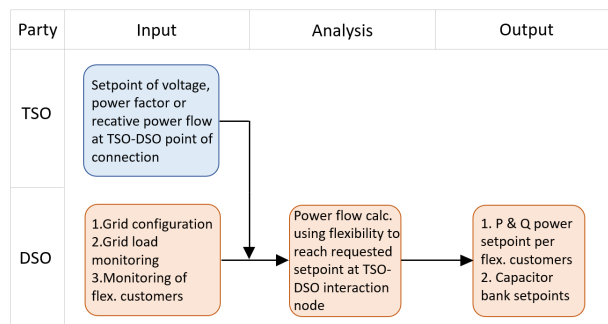 Party
Input
Analysis
Output
TSO
Setpoint of voltage,
power factor or
recative power flow
at TSO-DSO point of
connection
DSO
1.Grid configuration
2.Grid load
monitoring
3.Monitoring of
flex. customers
Power flow calc.
using flexibility to
reach requested
setpoint at TSO-
DSO interaction
node
1. P & Q power
setpoint per
flex. customers
2. Capacitor
bank setpoints